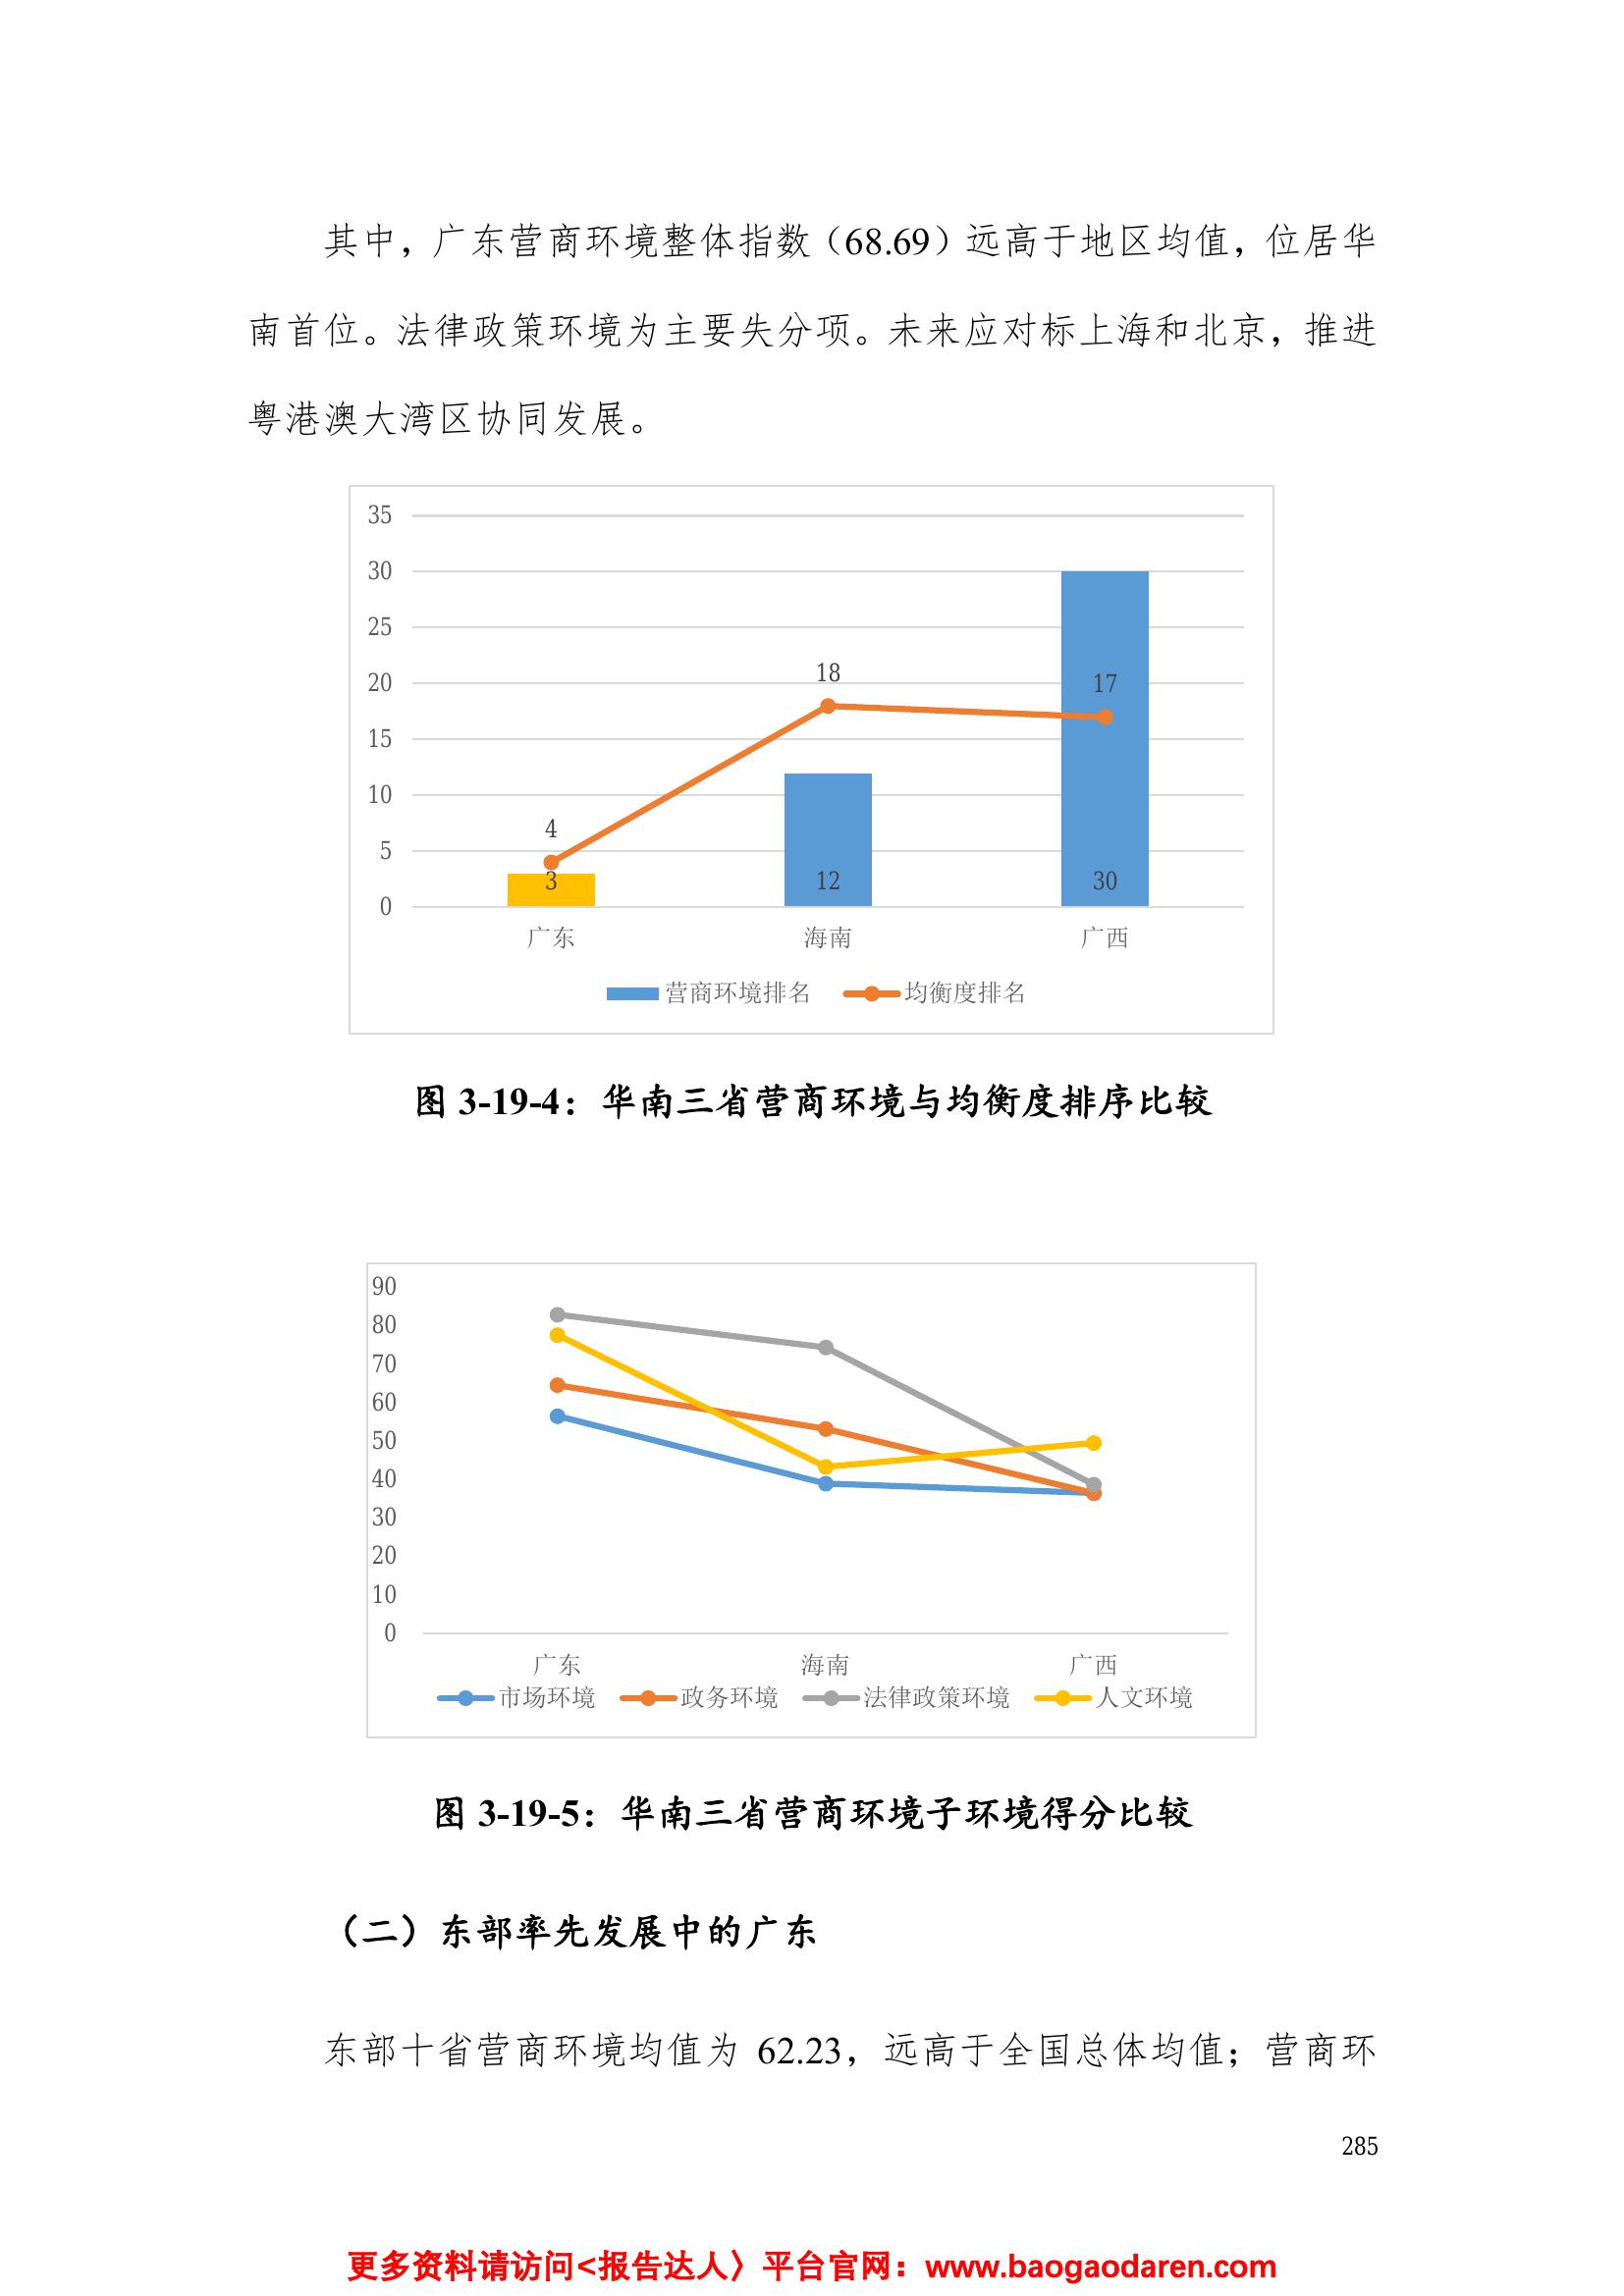 其中，广东营商环境整体指数（68.69）远高于地区均值，位居华
南首位。法律政策环境为主要失分项。未来应对标上海和北京，推进
粤港澳大湾区协同发展。
35
30
25
20
15
10
5
0
18
17
4
3
12
30
广东 海南 广西
营商环境排名 均衡度排名
图 3-19-4：华南三省营商环境与均衡度排序比较
90
80
70
60
50
40
30
20
10
0
广东 海南 广西
市场环境 政务环境 法律政策环境 人文环境
图 3-19-5：华南三省营商环境子环境得分比较
（二）东部率先发展中的广东
东部十省营商环境均值为 62.23，远高于全国总体均值；营商环
285
更多资料请访问<报告达人〉平台官网：www.baogaodaren.com